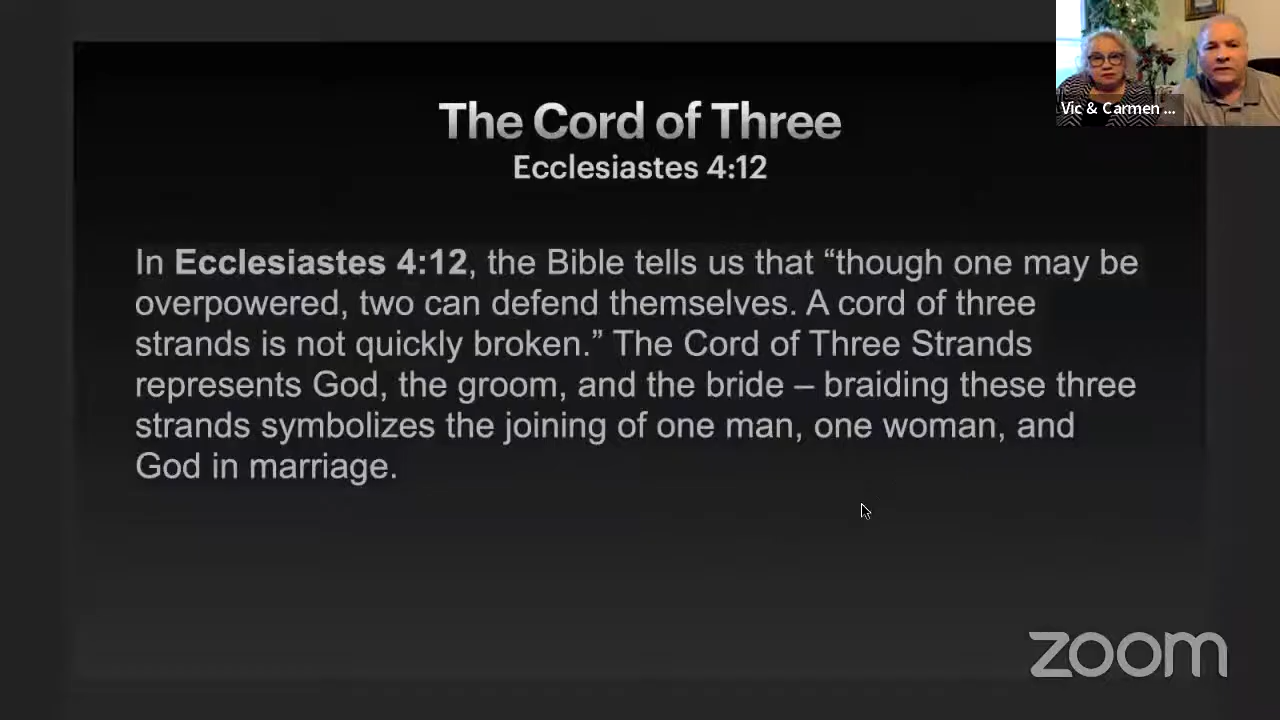 The Cord of Three
Ecclesiastes 4:12
In Ecclesiastes 4:12, the Bible tells us that “though one may be
overpowered, two can defend themselves. A cord of three
strands is not quickly broken.” The Cord of Three Strands
represents God, the groom, and the bride – braiding these three
strands symbolizes the joining of one man, one woman, and
God in marriage.
Vic & Carmen ...
zoom